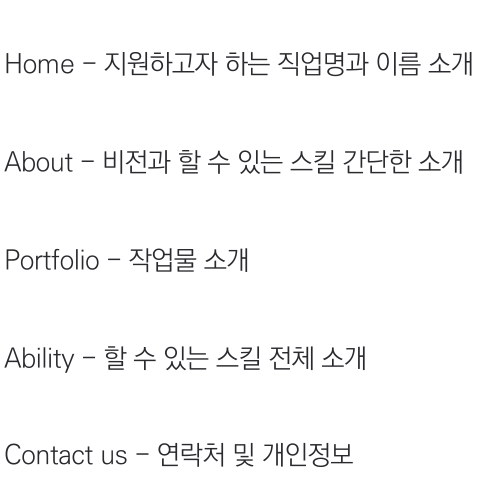 Home - 지원하고자 하는 직업명과 이름 소개
About - 비전과 할 수 있는 스킬 간단한 소개
Portfolio - 작업물 소개
Ability - 할 수 있는 스킬 전체 소개
Contact us - 연락처 및 개인정보